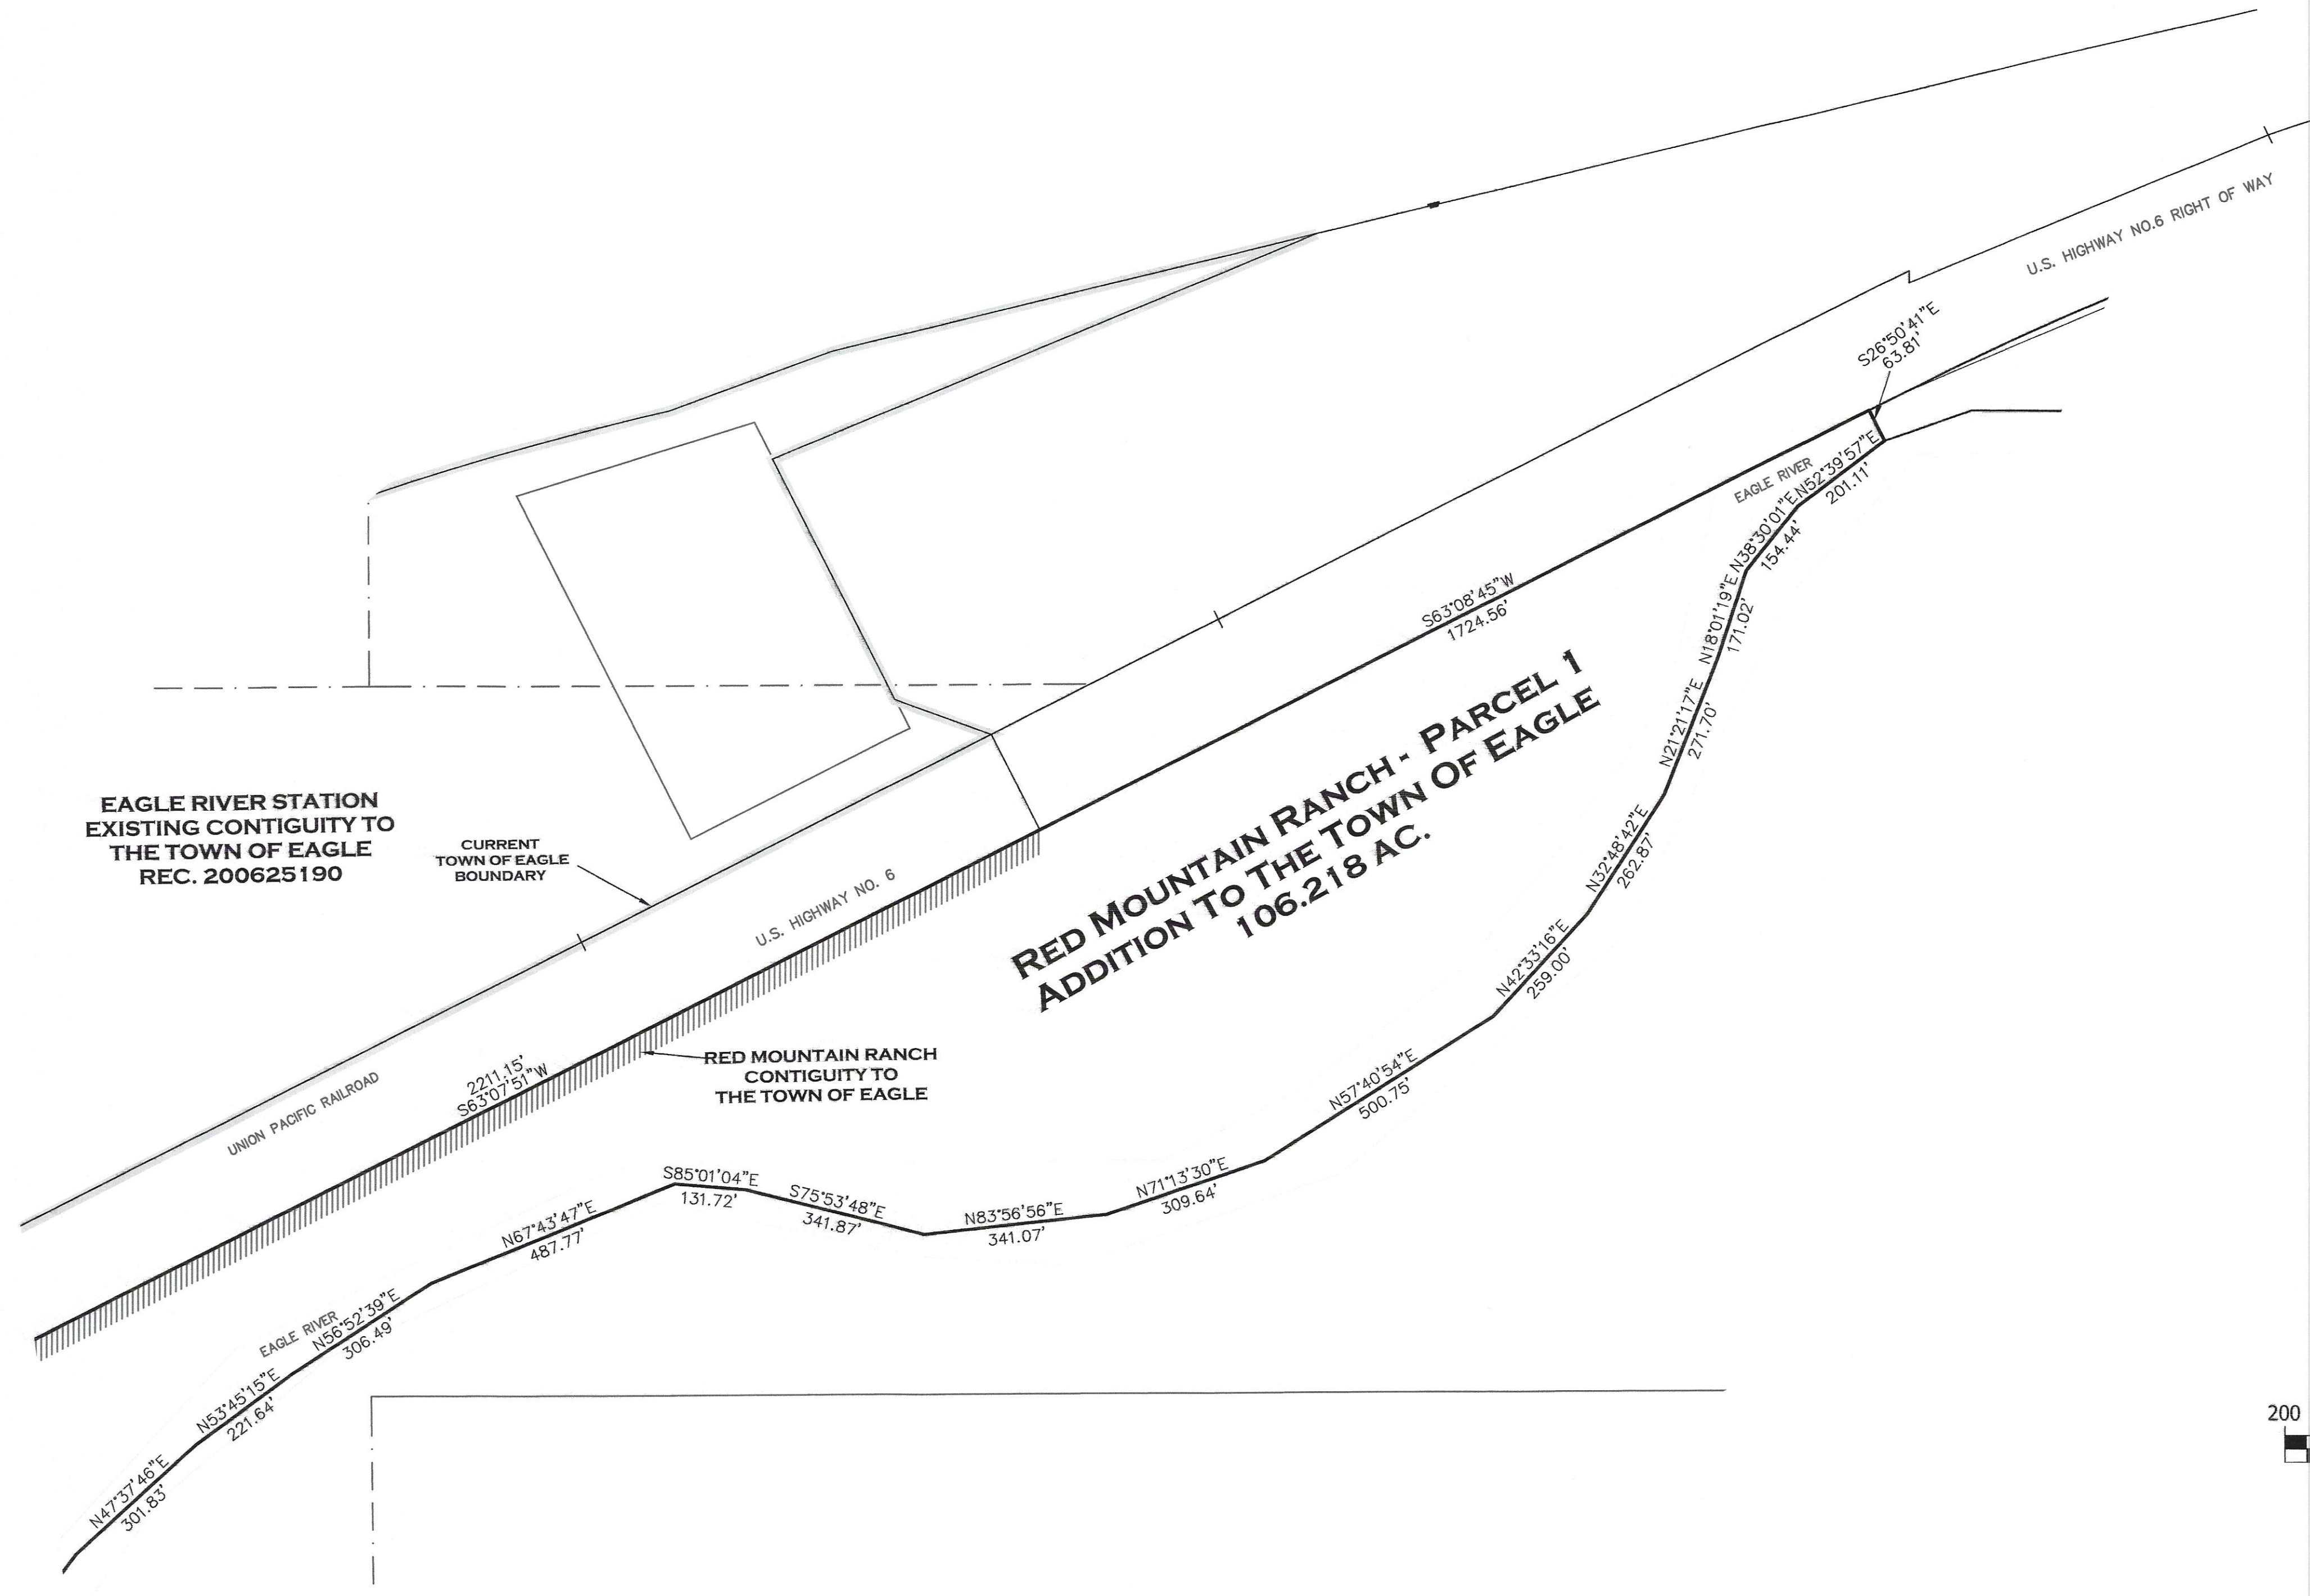 U.S. HIGHWAY NO.6 RIGHT OF WAY
S26°50'41"E
63.81'
EAGLE RIVER
N52°39'57"E
201.11'
N38°30'01"E
154.44'
N18°01'19"E
171.02'
S63°08'45"W
1724.56'
N21°21'17"E
271.70'
RED MOUNTAIN RANCH - PARCEL 1
ADDITION TO THE TOWN OF EAGLE
106.218 AC.
EAGLE RIVER STATION
EXISTING CONTIGUITY TO
THE TOWN OF EAGLE
REC. 200625190
CURRENT
TOWN OF EAGLE
BOUNDARY
U.S. HIGHWAY NO. 6
N32°48'42"E
262.87'
N42°33'16"E
259.00'
UNION PACIFIC RAILROAD
2211.15'
S63°07'51"W
RED MOUNTAIN RANCH
CONTIGUITY TO
THE TOWN OF EAGLE
N57°40'54"E
500.75'
S85°01'04"E
131.72'
S75°53'48"E
341.87'
N83°56'56"E
341.07'
N71°13'30"E
309.64'
N67°43'47"E
487.77'
EAGLE RIVER
N56°52'39"E
306.49'
N53°45'15"E
221.64'
N47°37'46"E
301.83'
200